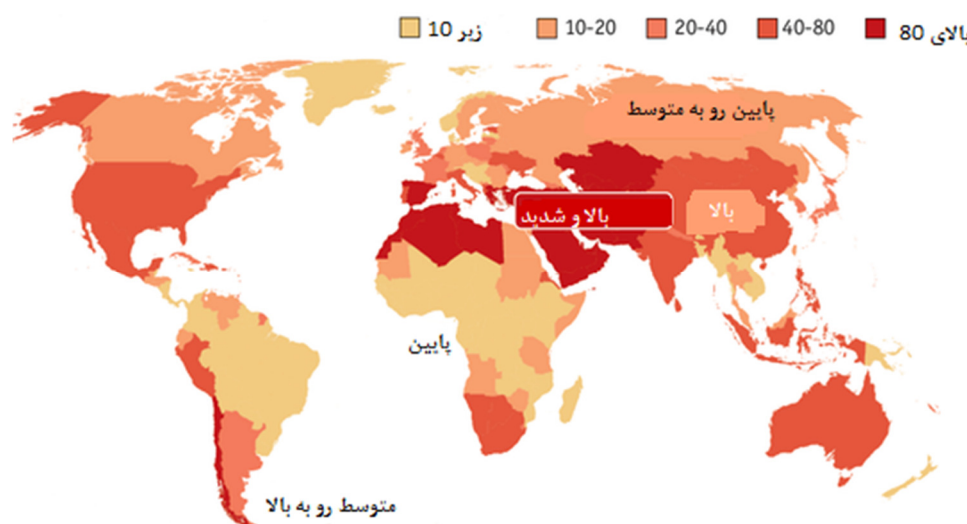 زیر 10
10-20
20-40
40-80
بالای 80
پایین رو به متوسط
بالا
بالا و شدید
پایین
متوسط رو به بالا